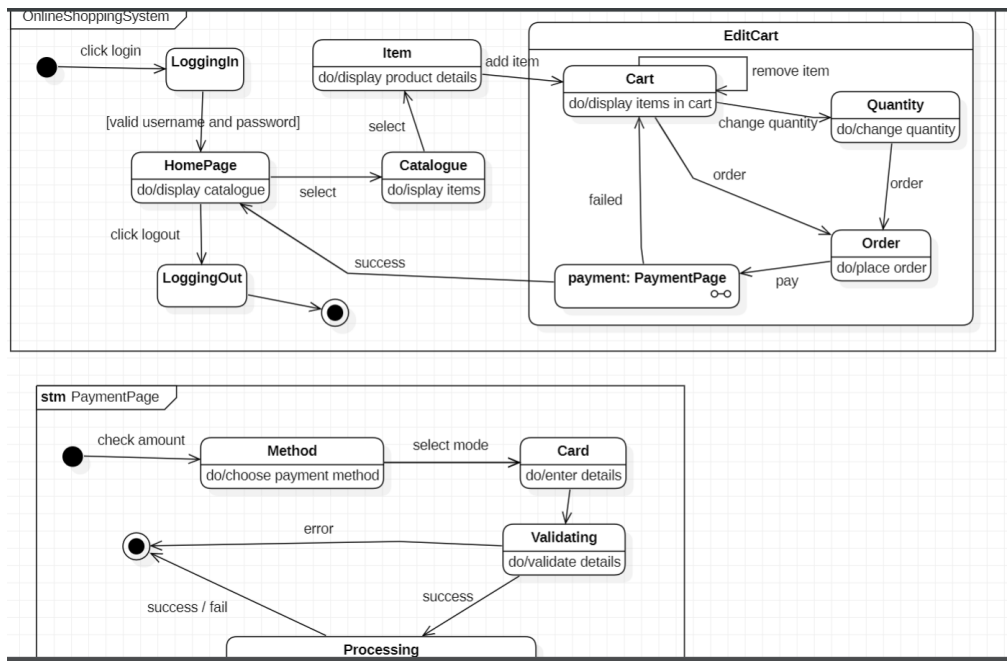 OnlineShoppingSystem
click login
LoggingIn
[valid username and password]
HomePage
do/display catalogue
select
click logout
LoggingOut
Item
do/display product details
select
Catalogue
do/isplay items
add item
EditCart
Cart
do/display items in cart
remove item
change quantity
Quantity
do/change quantity
order
order
Order
do/place order
pay
payment: PaymentPage
failed
success
stm PaymentPage
check amount
Method
do/choose payment method
select mode
Card
do/enter details
Validating
do/validate details
error
success
success / fail
Processing